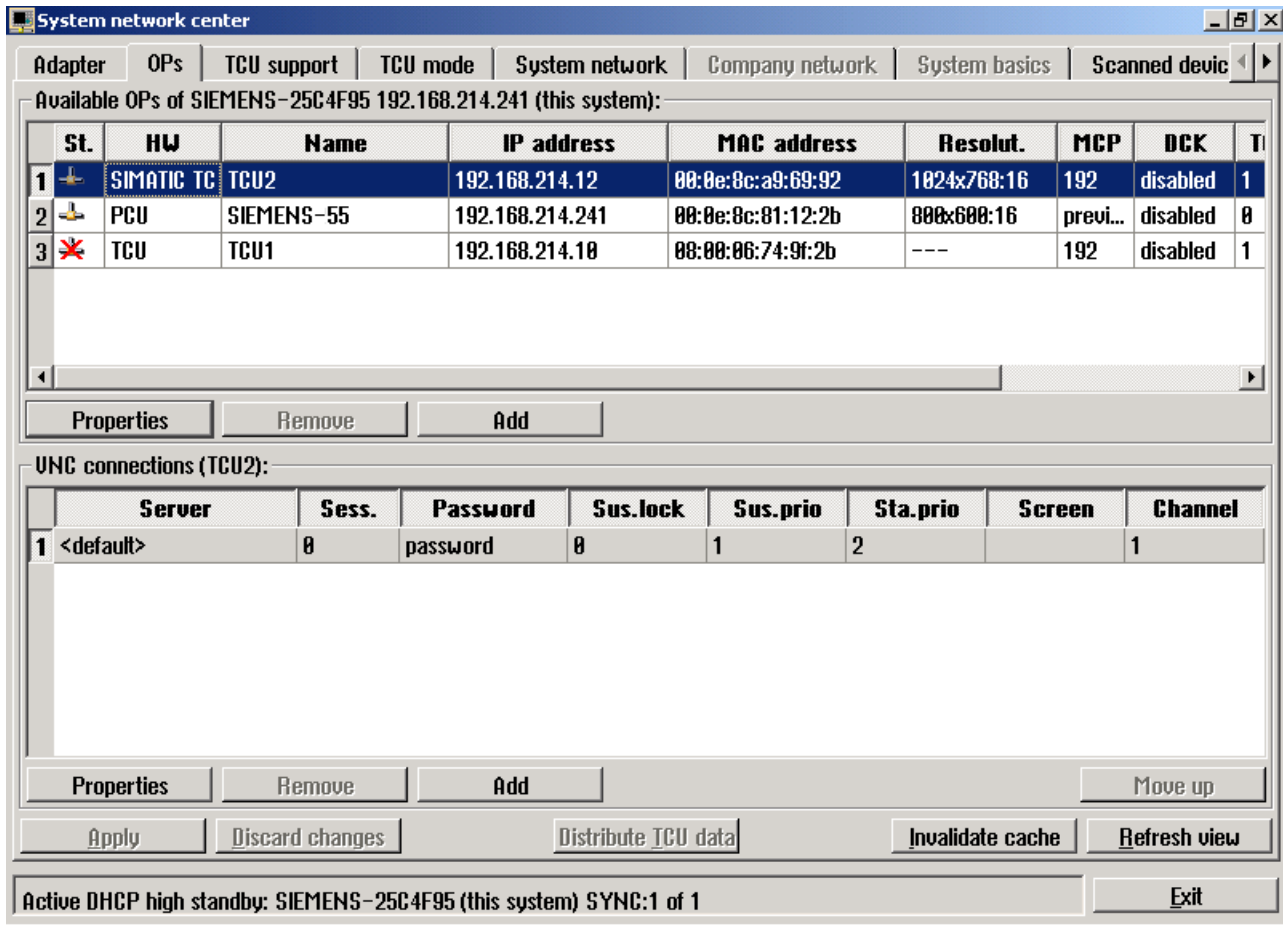 System network center
Adapter OPs TCU support TCU mode System network Company network System basics Scanned devic
Available OPs of SIEMENS-25C4F95 192.168.214.241 (this system):
St. HW Name IP address MAC address Resolut. MCP DCK
1 SIMATIC TC TCU2 192.168.214.12 00:0e:8c:a9:69:92 1024x768:16 192 disabled 1
2 PCU SIEMENS-55 192.168.214.241 00:0e:8c:81:12:2b 800x600:16 previ... disabled 0
3 TCU TCU1 192.168.214.10 08:00:06:74:9f:2b --- 192 disabled 1
Properties Remove Add
VNC connections (TCU2):
Server Sess. Password Sus.lock Sus.prio Sta.prio Screen Channel
1 <default> 0 password 0 1 2 1
Properties Remove Add Move up
Apply Discard changes Distribute TCU data Invalidate cache Refresh view
Active DHCP high standby: SIEMENS-25C4F95 (this system) SYNC:1 of 1 Exit